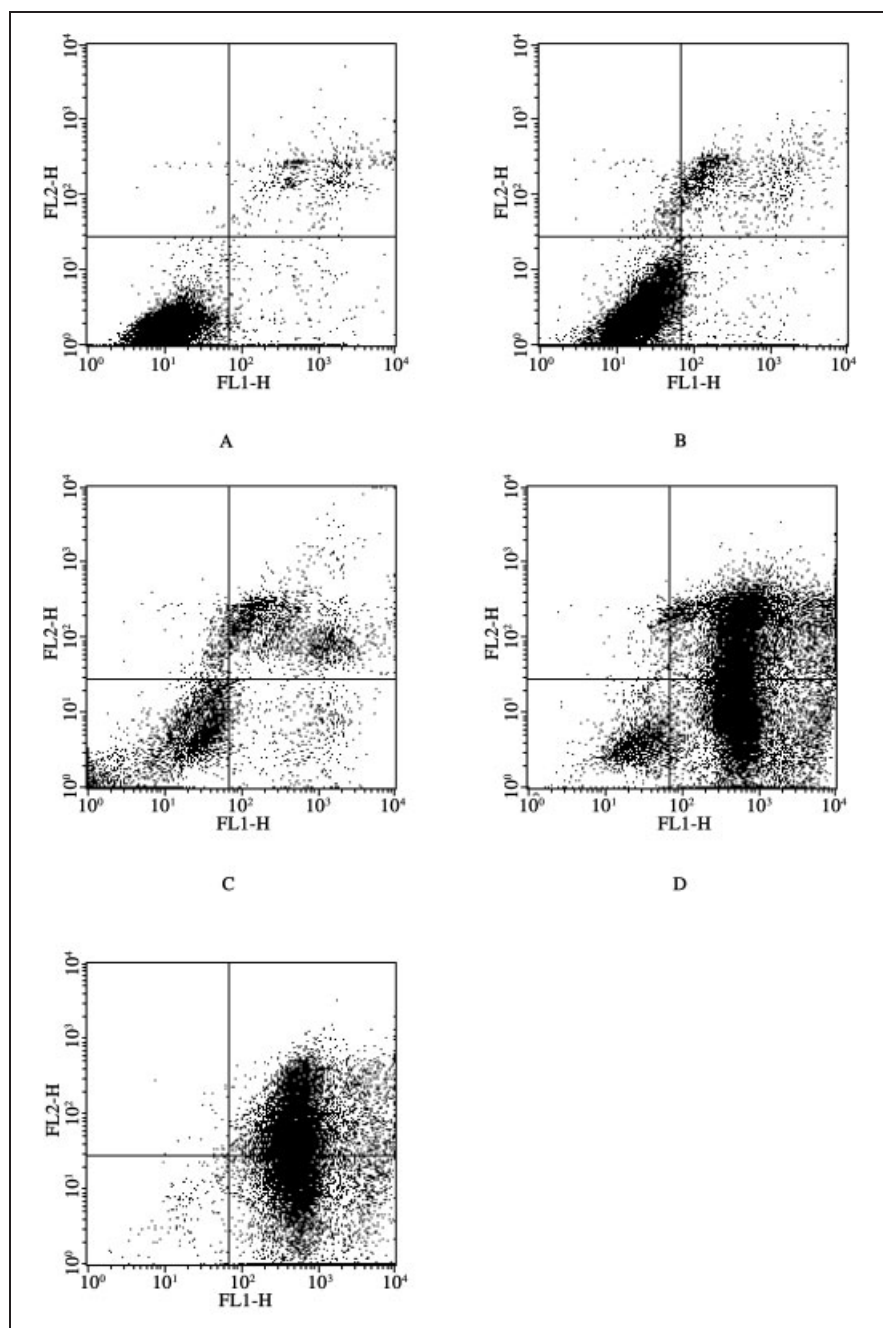 10⁴ 10⁴
10³ 10³
FL2-H FL2-H
10² 10²
10¹ 10¹
10⁰ 10⁰
10⁰ 10¹ 10² 10³ 10⁴ 10⁰ 10¹ 10² 10³ 10⁴
FL1-H FL1-H
A B
10⁴ 10⁴
10³ 10³
FL2-H FL2-H
10² 10²
10¹ 10¹
10⁰ 10⁰
10⁰ 10¹ 10² 10³ 10⁴ 10⁰ 10¹ 10² 10³ 10⁴
FL1-H FL1-H
C D
10⁴
10³
FL2-H
10²
10¹
10⁰
10⁰ 10¹ 10² 10³ 10⁴
FL1-H